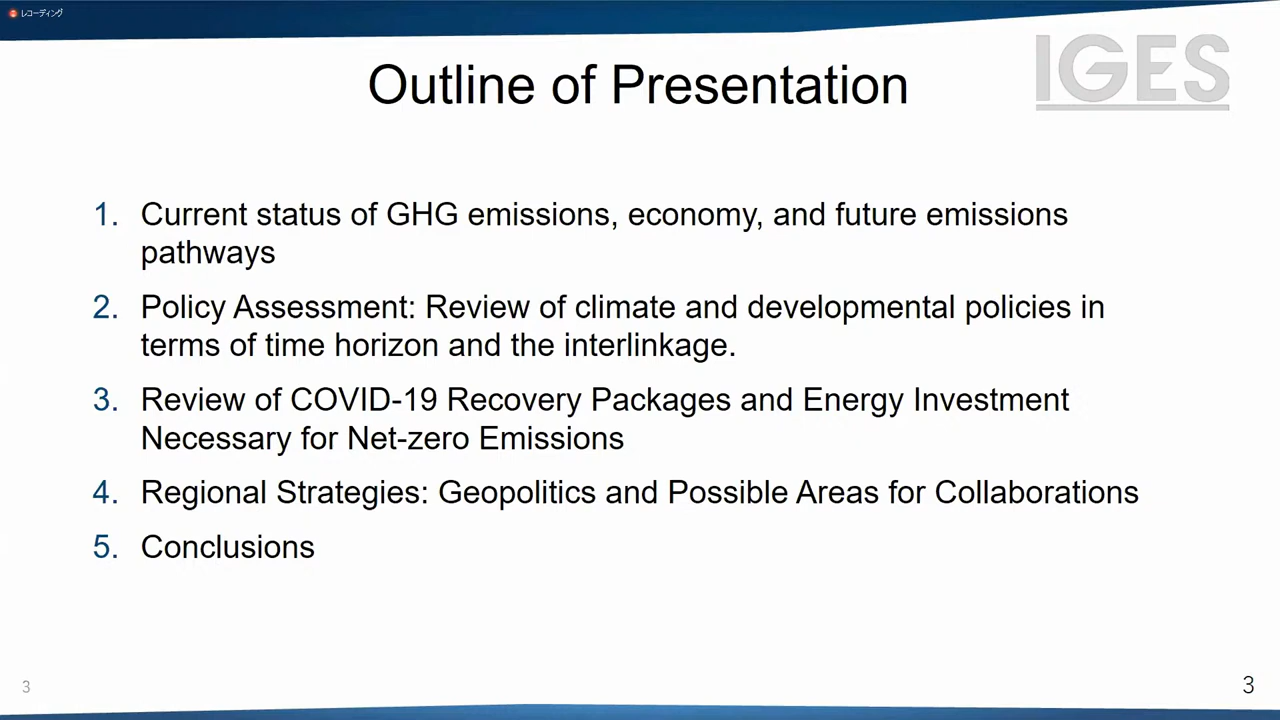 レコーディング
IGES
Outline of Presentation
1. Current status of GHG emissions, economy, and future emissions
pathways
2. Policy Assessment: Review of climate and developmental policies in
terms of time horizon and the interlinkage.
3. Review of COVID-19 Recovery Packages and Energy Investment
Necessary for Net-zero Emissions
4. Regional Strategies: Geopolitics and Possible Areas for Collaborations
5. Conclusions
3
3